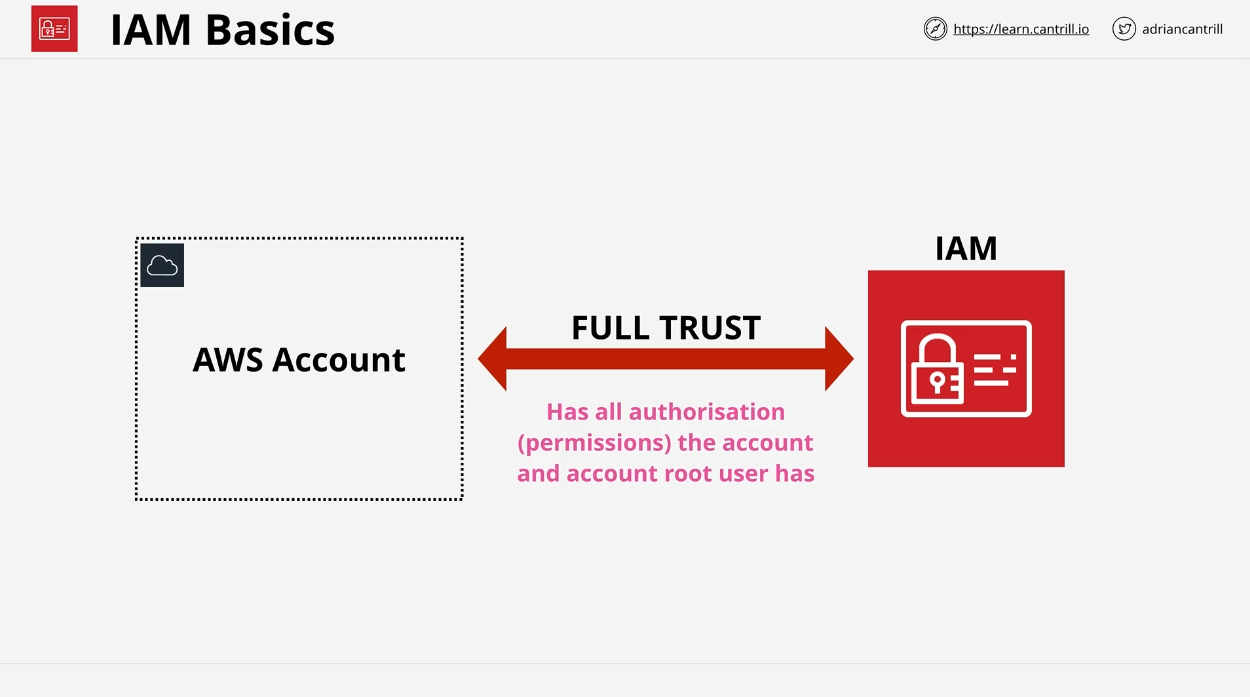 IAM Basics
https://learn.cantrill.io
adriancantrill
IAM
AWS Account
FULL TRUST
Has all authorisation
(permissions) the account
and account root user has